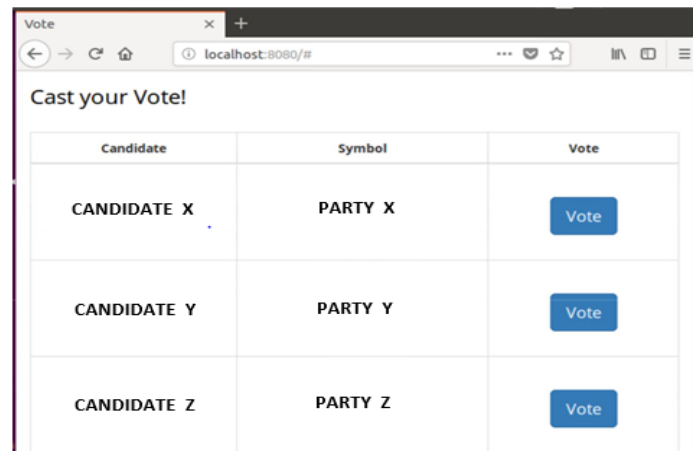 Vote
localhost:8080/#
Cast your Vote!
Candidate Symbol Vote
CANDIDATE X PARTY X Vote
CANDIDATE Y PARTY Y Vote
CANDIDATE Z PARTY Z Vote